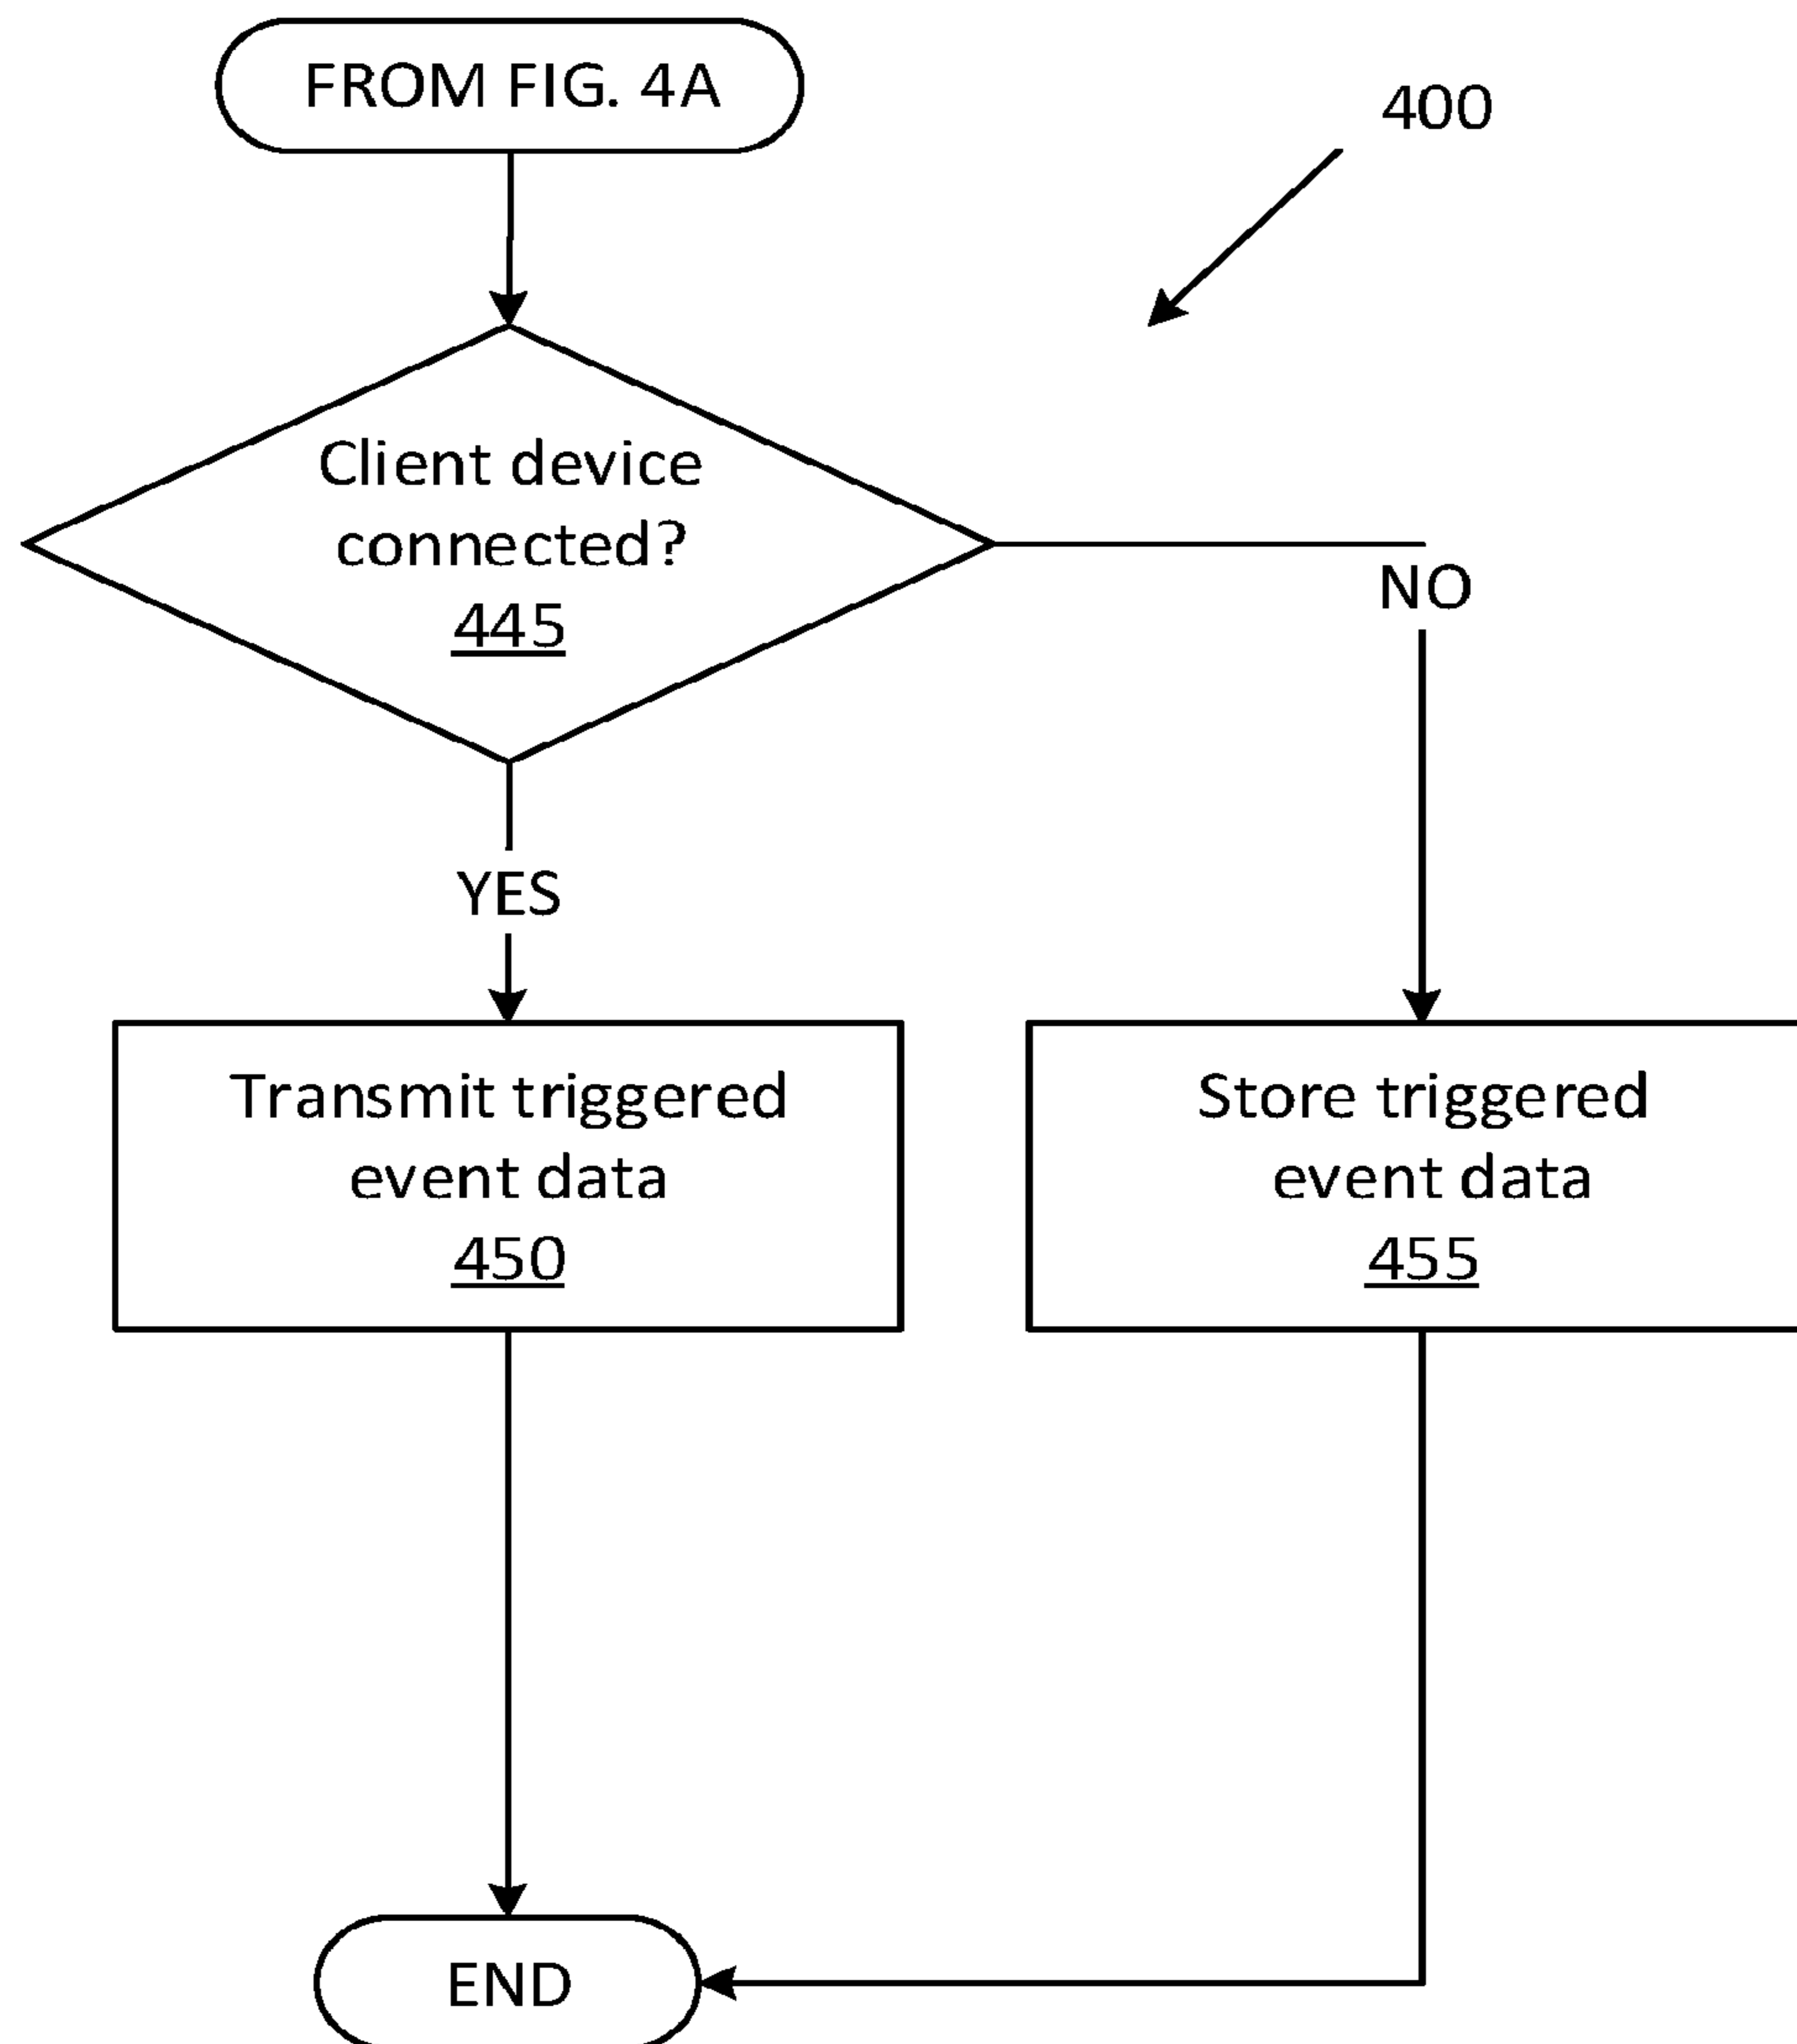 FROM FIG. 4A
400
Client device
connected?
445
NO
YES
Transmit triggered
event data
450
Store triggered
event data
455
END